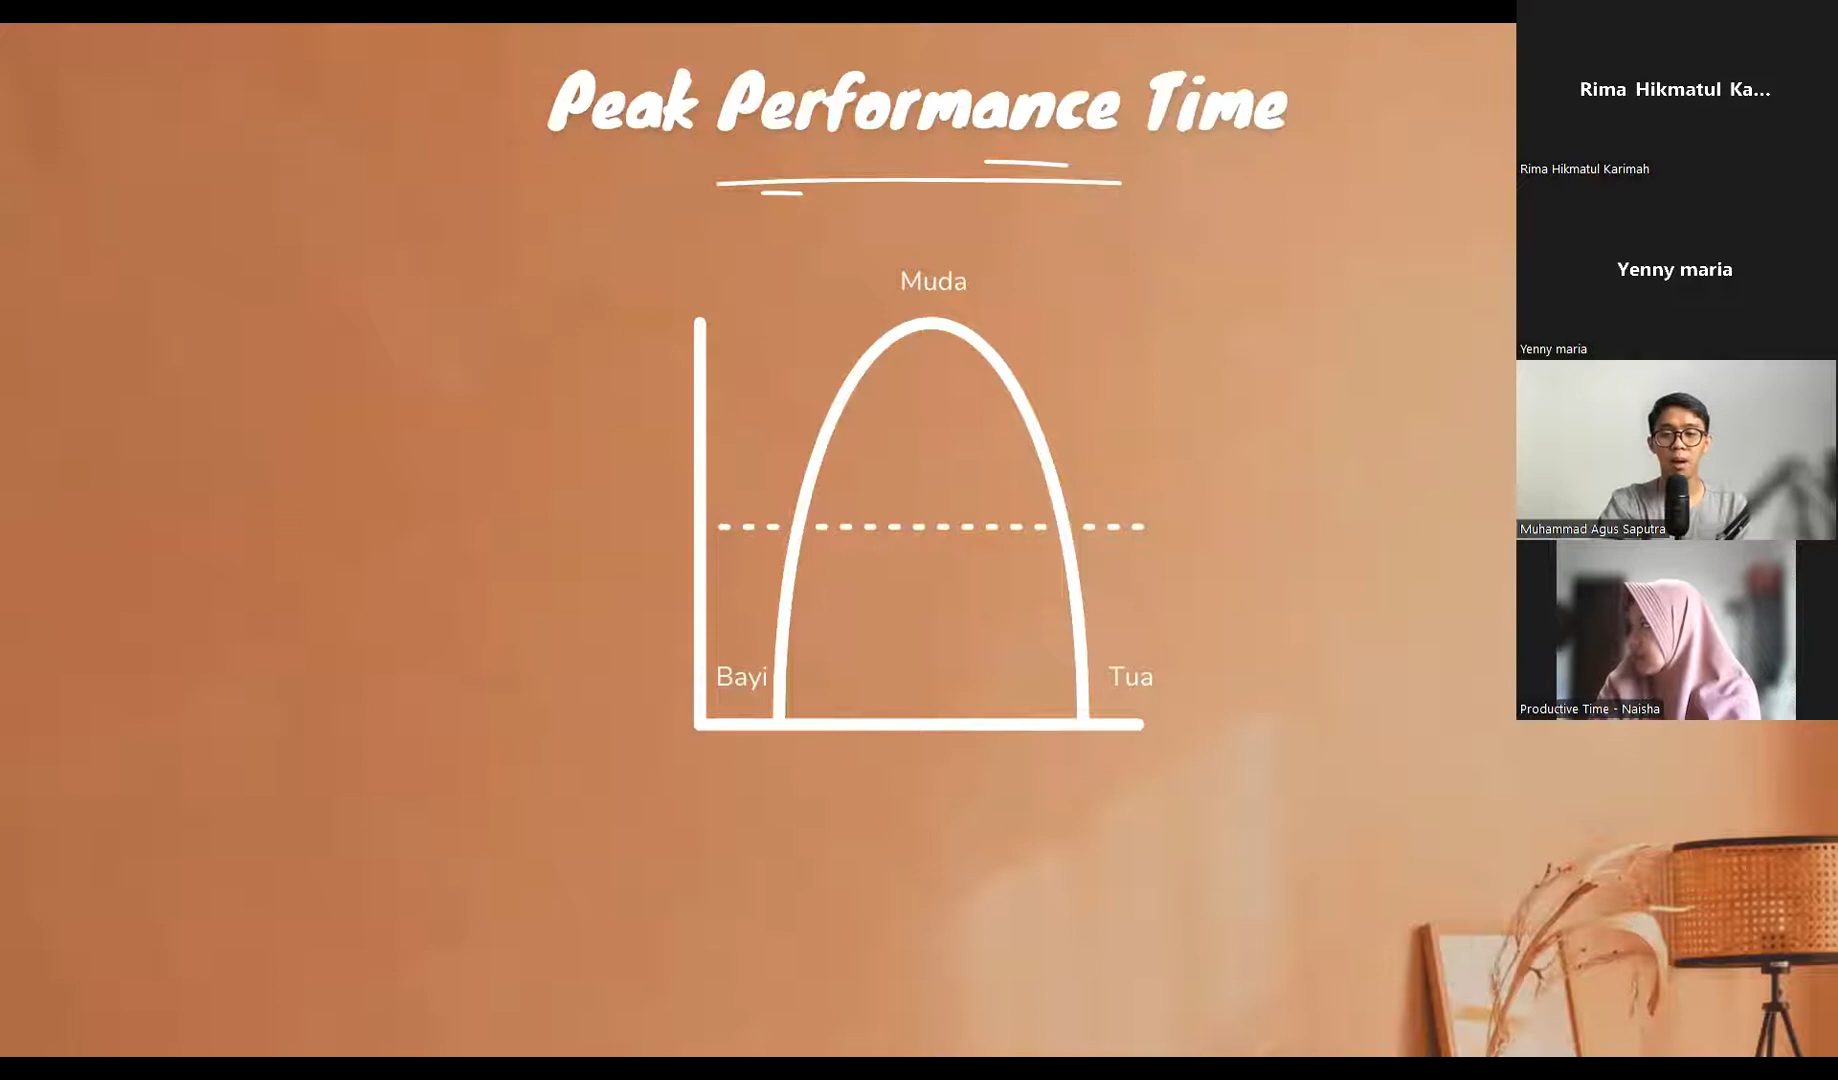 Peak Performance Time
Muda
Bayi
Tua
Rima Hikmatul Ka...
Rima Hikmatul Karimah
Yenny maria
Yenny maria
Muhammad Agus Saputra
Productive Time - Naisha